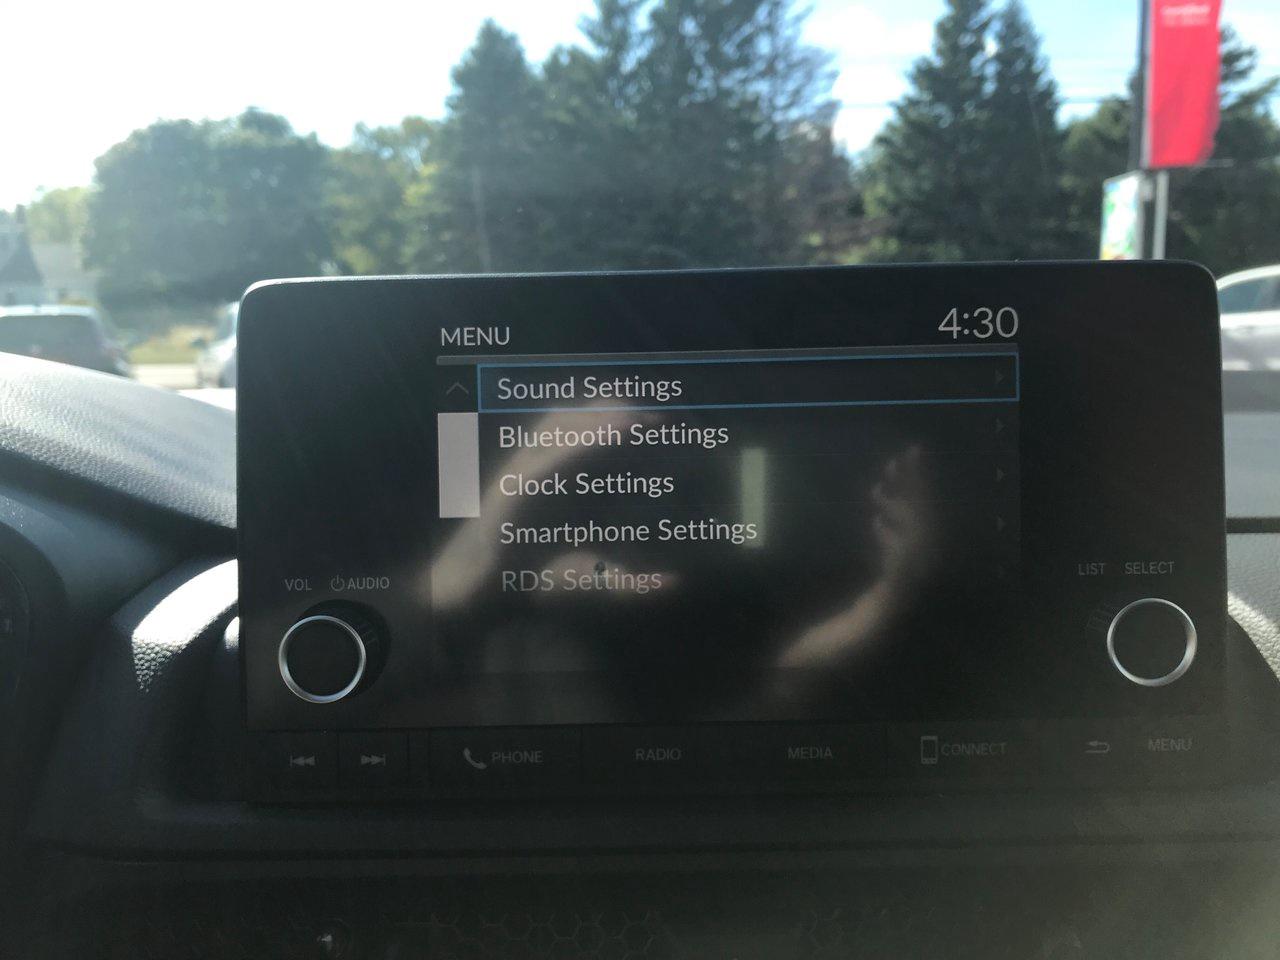 MENU
4:30
Sound Settings
Bluetooth Settings
Clock Settings
Smartphone Settings
RDS Settings
VOL AUDIO
LIST SELECT
PHONE
RADIO
MEDIA
CONNECT
MENU